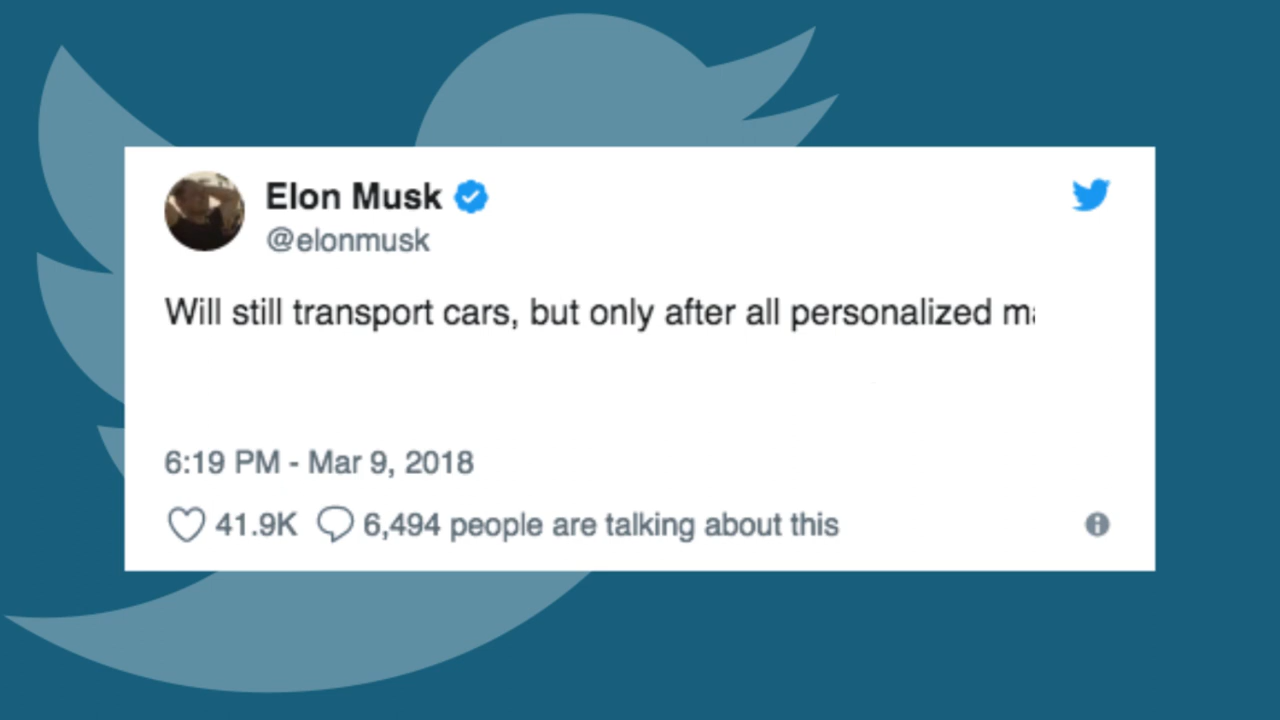 Elon Musk
@elonmusk
Will still transport cars, but only after all personalized
6:19 PM - Mar 9, 2018
41.9K 6,494 people are talking about this